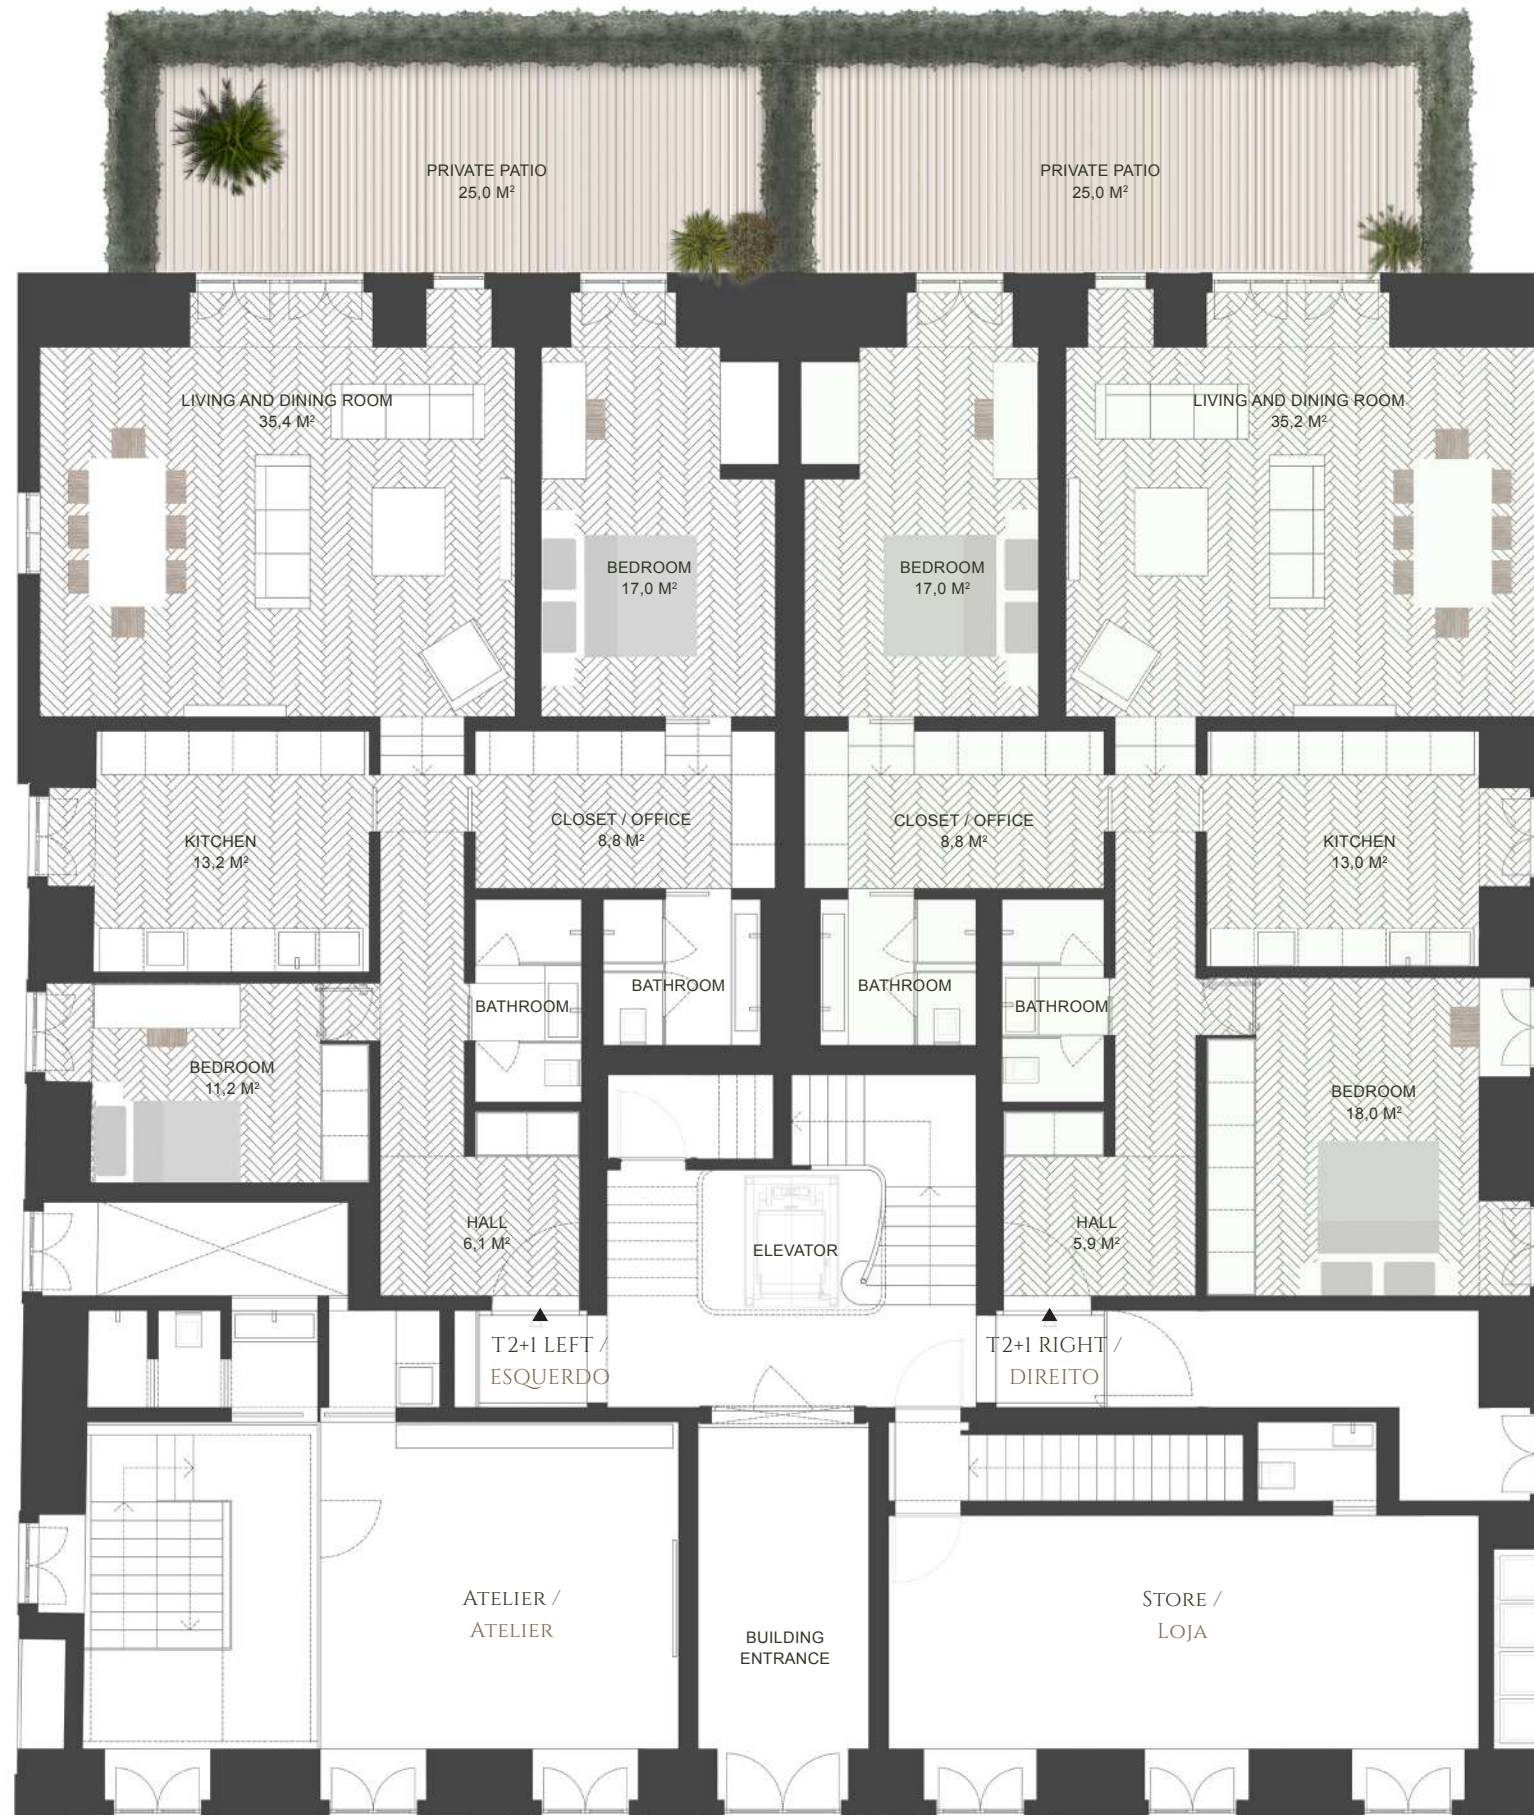 PRIVATE PATIO
25,0 M²
PRIVATE PATIO
25,0 M²
LIVING AND DINING ROOM
35,4 M²
LIVING AND DINING ROOM
35,2 M²
BEDROOM
17,0 M²
BEDROOM
17,0 M²
KITCHEN
13,2 M²
CLOSET / OFFICE
8,8 M²
CLOSET / OFFICE
8,8 M²
KITCHEN
13,0 M²
BATHROOM
BATHROOM
BATHROOM
BATHROOM
BEDROOM
11,2 M²
BEDROOM
18,0 M²
HALL
6,1 M²
ELEVATOR
HALL
5,9 M²
T2+1 LEFT /
ESQUERDO
T2+1 RIGHT /
DIREITO
ATELIER /
ATELIER
BUILDING
ENTRANCE
STORE /
LOJA